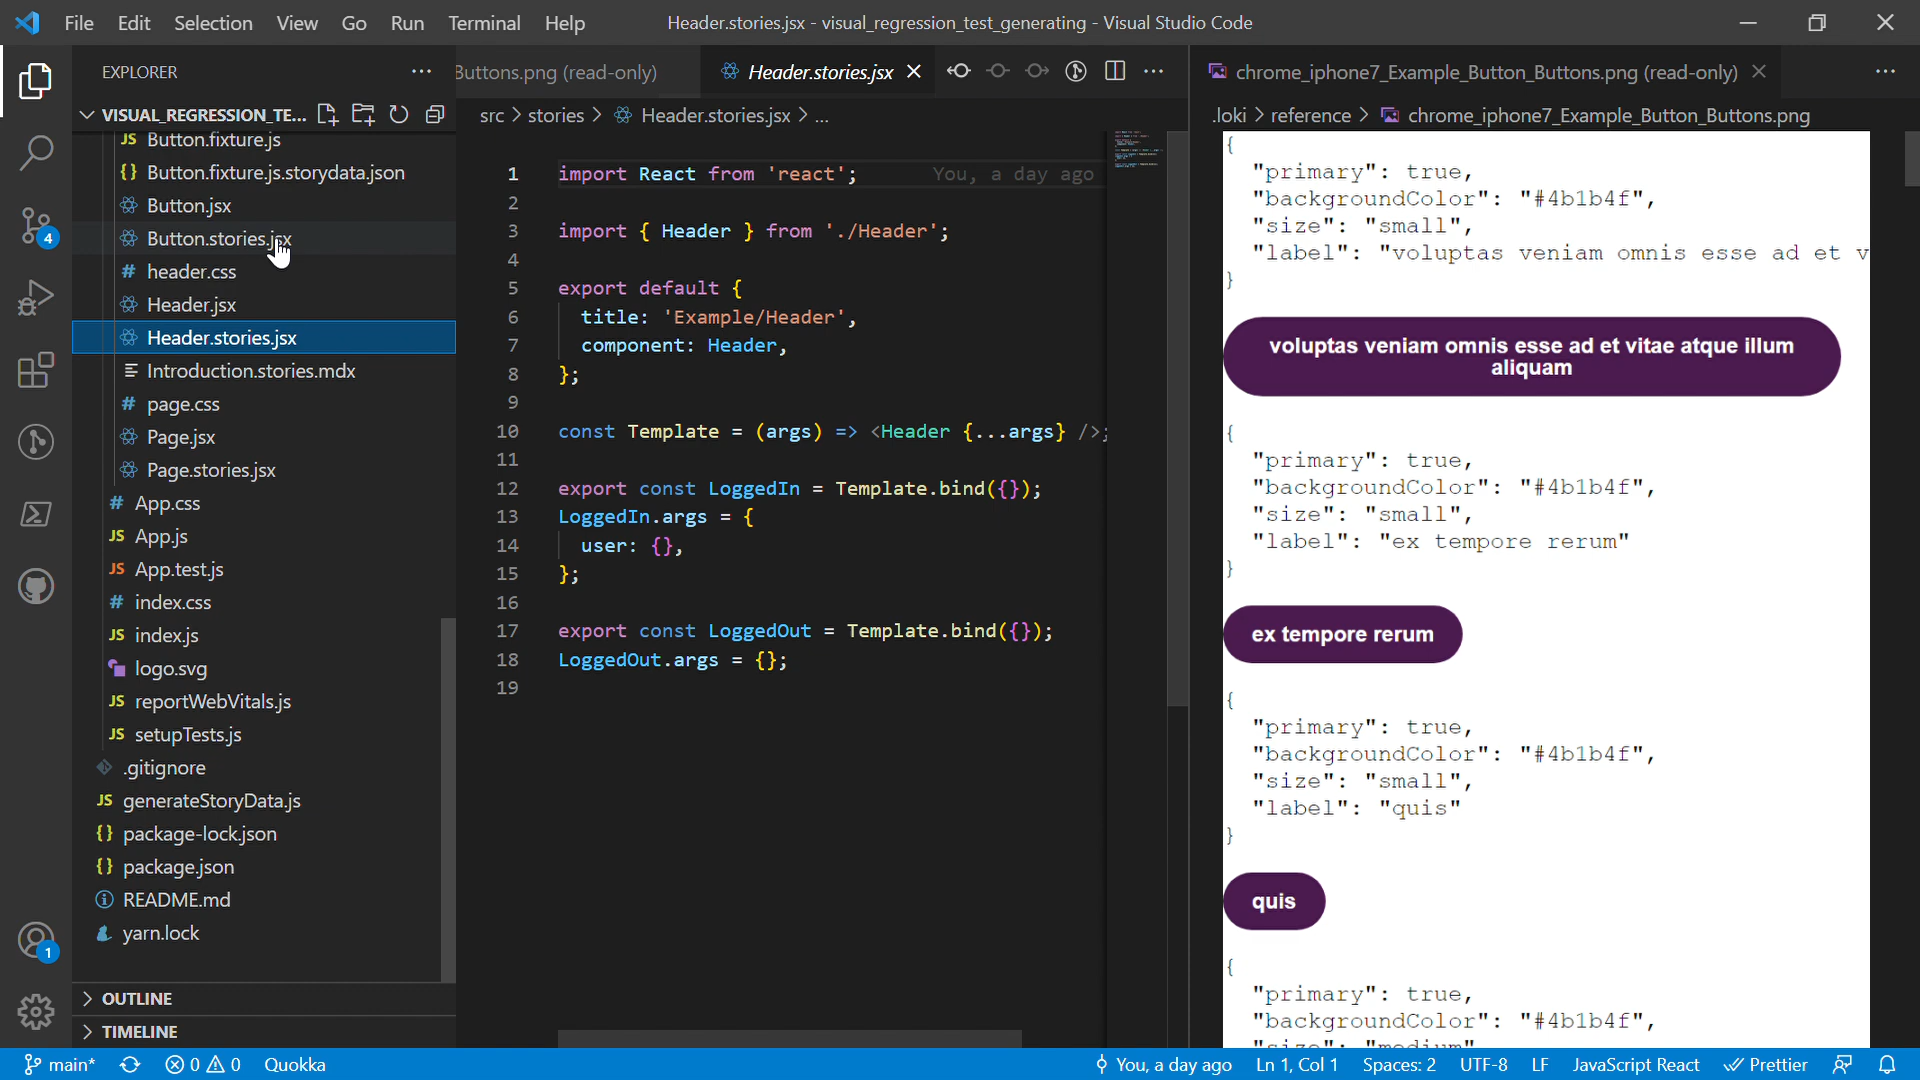 File Edit Selection View Go Run Terminal Help
Header.stories.jsx - visual_regression_test_generating - Visual Studio Code
EXPLORER
VISUAL_REGRESSION_TE...
Button.fixture.js
Button.fixture.js.storydata.json
Button.jsx
Button.stories.jsx
header.css
Header.jsx
Header.stories.jsx
Introduction.stories.mdx
page.css
Page.jsx
Page.stories.jsx
App.css
App.js
App.test.js
index.css
index.js
logo.svg
reportWebVitals.js
setupTests.js
.gitignore
generateStoryData.js
package-lock.json
package.json
README.md
yarn.lock
OUTLINE
TIMELINE
4
1
Buttons.png (read-only)
Header.stories.jsx
src > stories > Header.stories.jsx > ...
1 import React from 'react'; You, a day ago
2
3 import { Header } from './Header';
4
5 export default {
6 title: 'Example/Header',
7 component: Header,
8 };
9
10 const Template = (args) => <Header {...args} />;
11
12 export const LoggedIn = Template.bind({});
13 LoggedIn.args = {
14 user: {},
15 };
16
17 export const LoggedOut = Template.bind({});
18 LoggedOut.args = {};
19
chrome_iphone7_Example_Button_Buttons.png (read-only)
.loki > reference > chrome_iphone7_Example_Button_Buttons.png
{
"primary": true,
"backgroundColor": "#4b1b4f",
"size": "small",
"label": "voluptas veniam omnis esse ad et v
}
voluptas veniam omnis esse ad et vitae atque illum
aliquam
{
"primary": true,
"backgroundColor": "#4b1b4f",
"size": "small",
"label": "ex tempore rerum"
}
ex tempore rerum
{
"primary": true,
"backgroundColor": "#4b1b4f",
"size": "small",
"label": "quis"
}
quis
{
"primary": true,
"backgroundColor": "#4b1b4f",
"size": "medium"
main* 0 0 Quokka
You, a day ago Ln 1, Col 1 Spaces: 2 UTF-8 LF JavaScript React Prettier